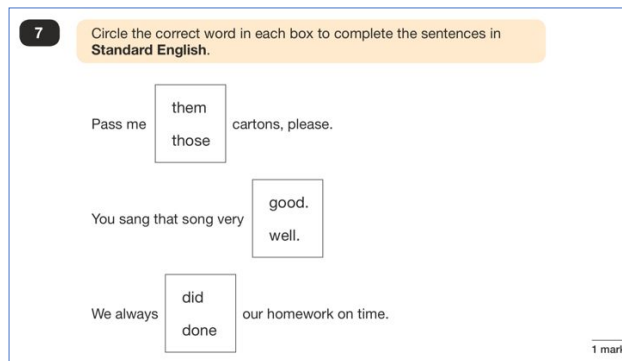 7
Circle the correct word in each box to complete the sentences in
Standard English.
them
Pass me cartons, please.
those
good.
You sang that song very
well.
did
We always our homework on time.
done
1 mark